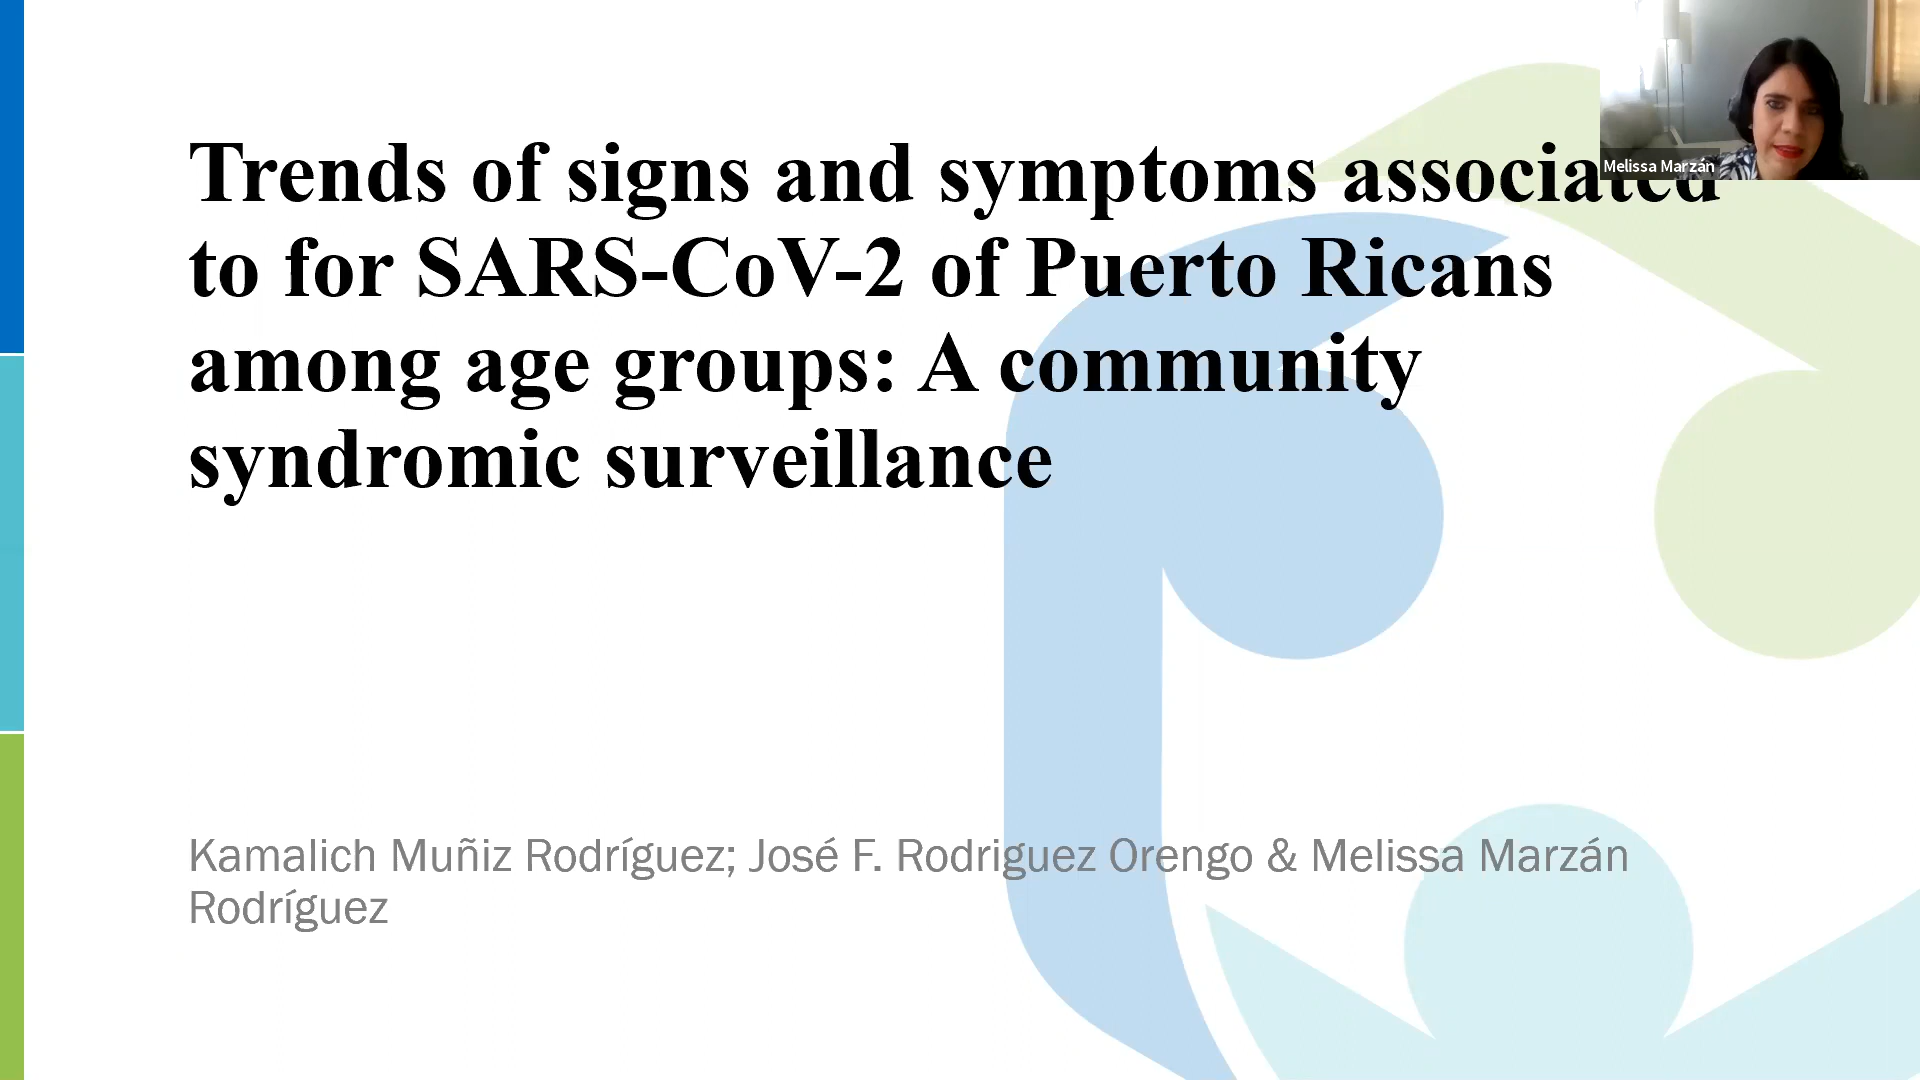 Trends of signs and symptoms associated
to for SARS-CoV-2 of Puerto Ricans
among age groups: A community
syndromic surveillance
Kamalich Muñiz Rodríguez; José F. Rodriguez Orengo & Melissa Marzán
Rodríguez
Melissa Marzán